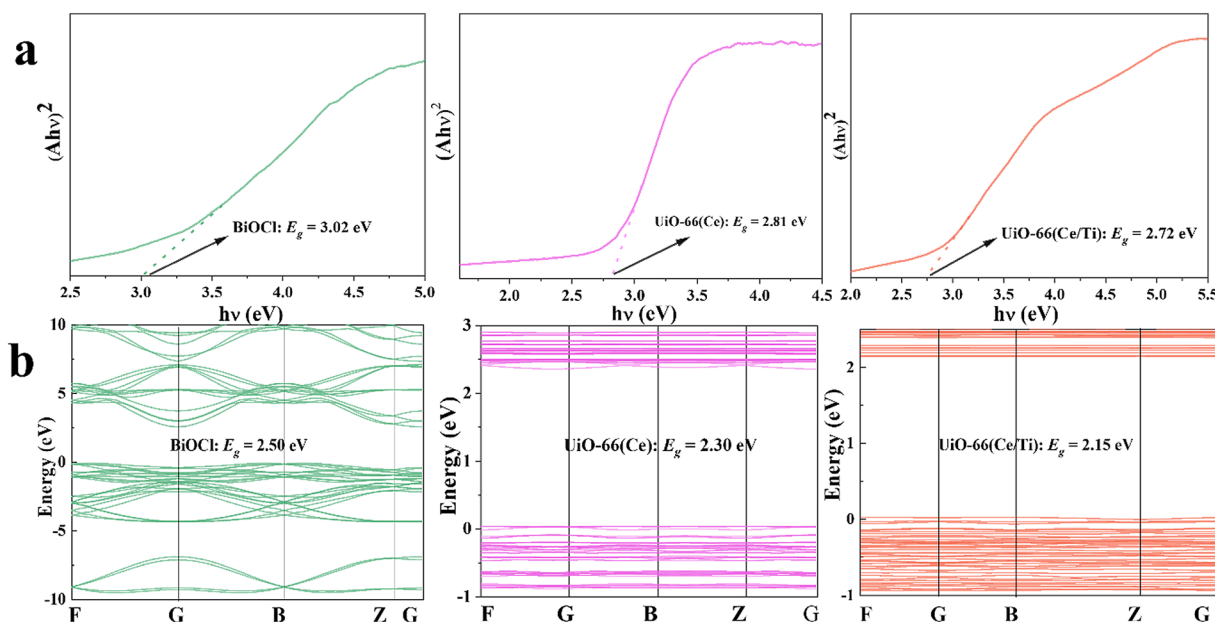 a
(Ahν)²
BiOCl: Eg = 3.02 eV
2.5 3.0 3.5 4.0 4.5 5.0
hν (eV)
(Ahν)²
UiO-66(Ce): Eg = 2.81 eV
2.0 2.5 3.0 3.5 4.0 4.5
hν (eV)
(Ahν)²
UiO-66(Ce/Ti): Eg = 2.72 eV
2.0 2.5 3.0 3.5 4.0 4.5 5.0 5.5
hν (eV)
b
Energy (eV)
10
5
0
-5
-10
BiOCl: Eg = 2.50 eV
F G B Z G
Energy (eV)
3
2
1
0
-1
UiO-66(Ce): Eg = 2.30 eV
F G B Z G
Energy (eV)
2
1
0
-1
UiO-66(Ce/Ti): Eg = 2.15 eV
F G B Z G